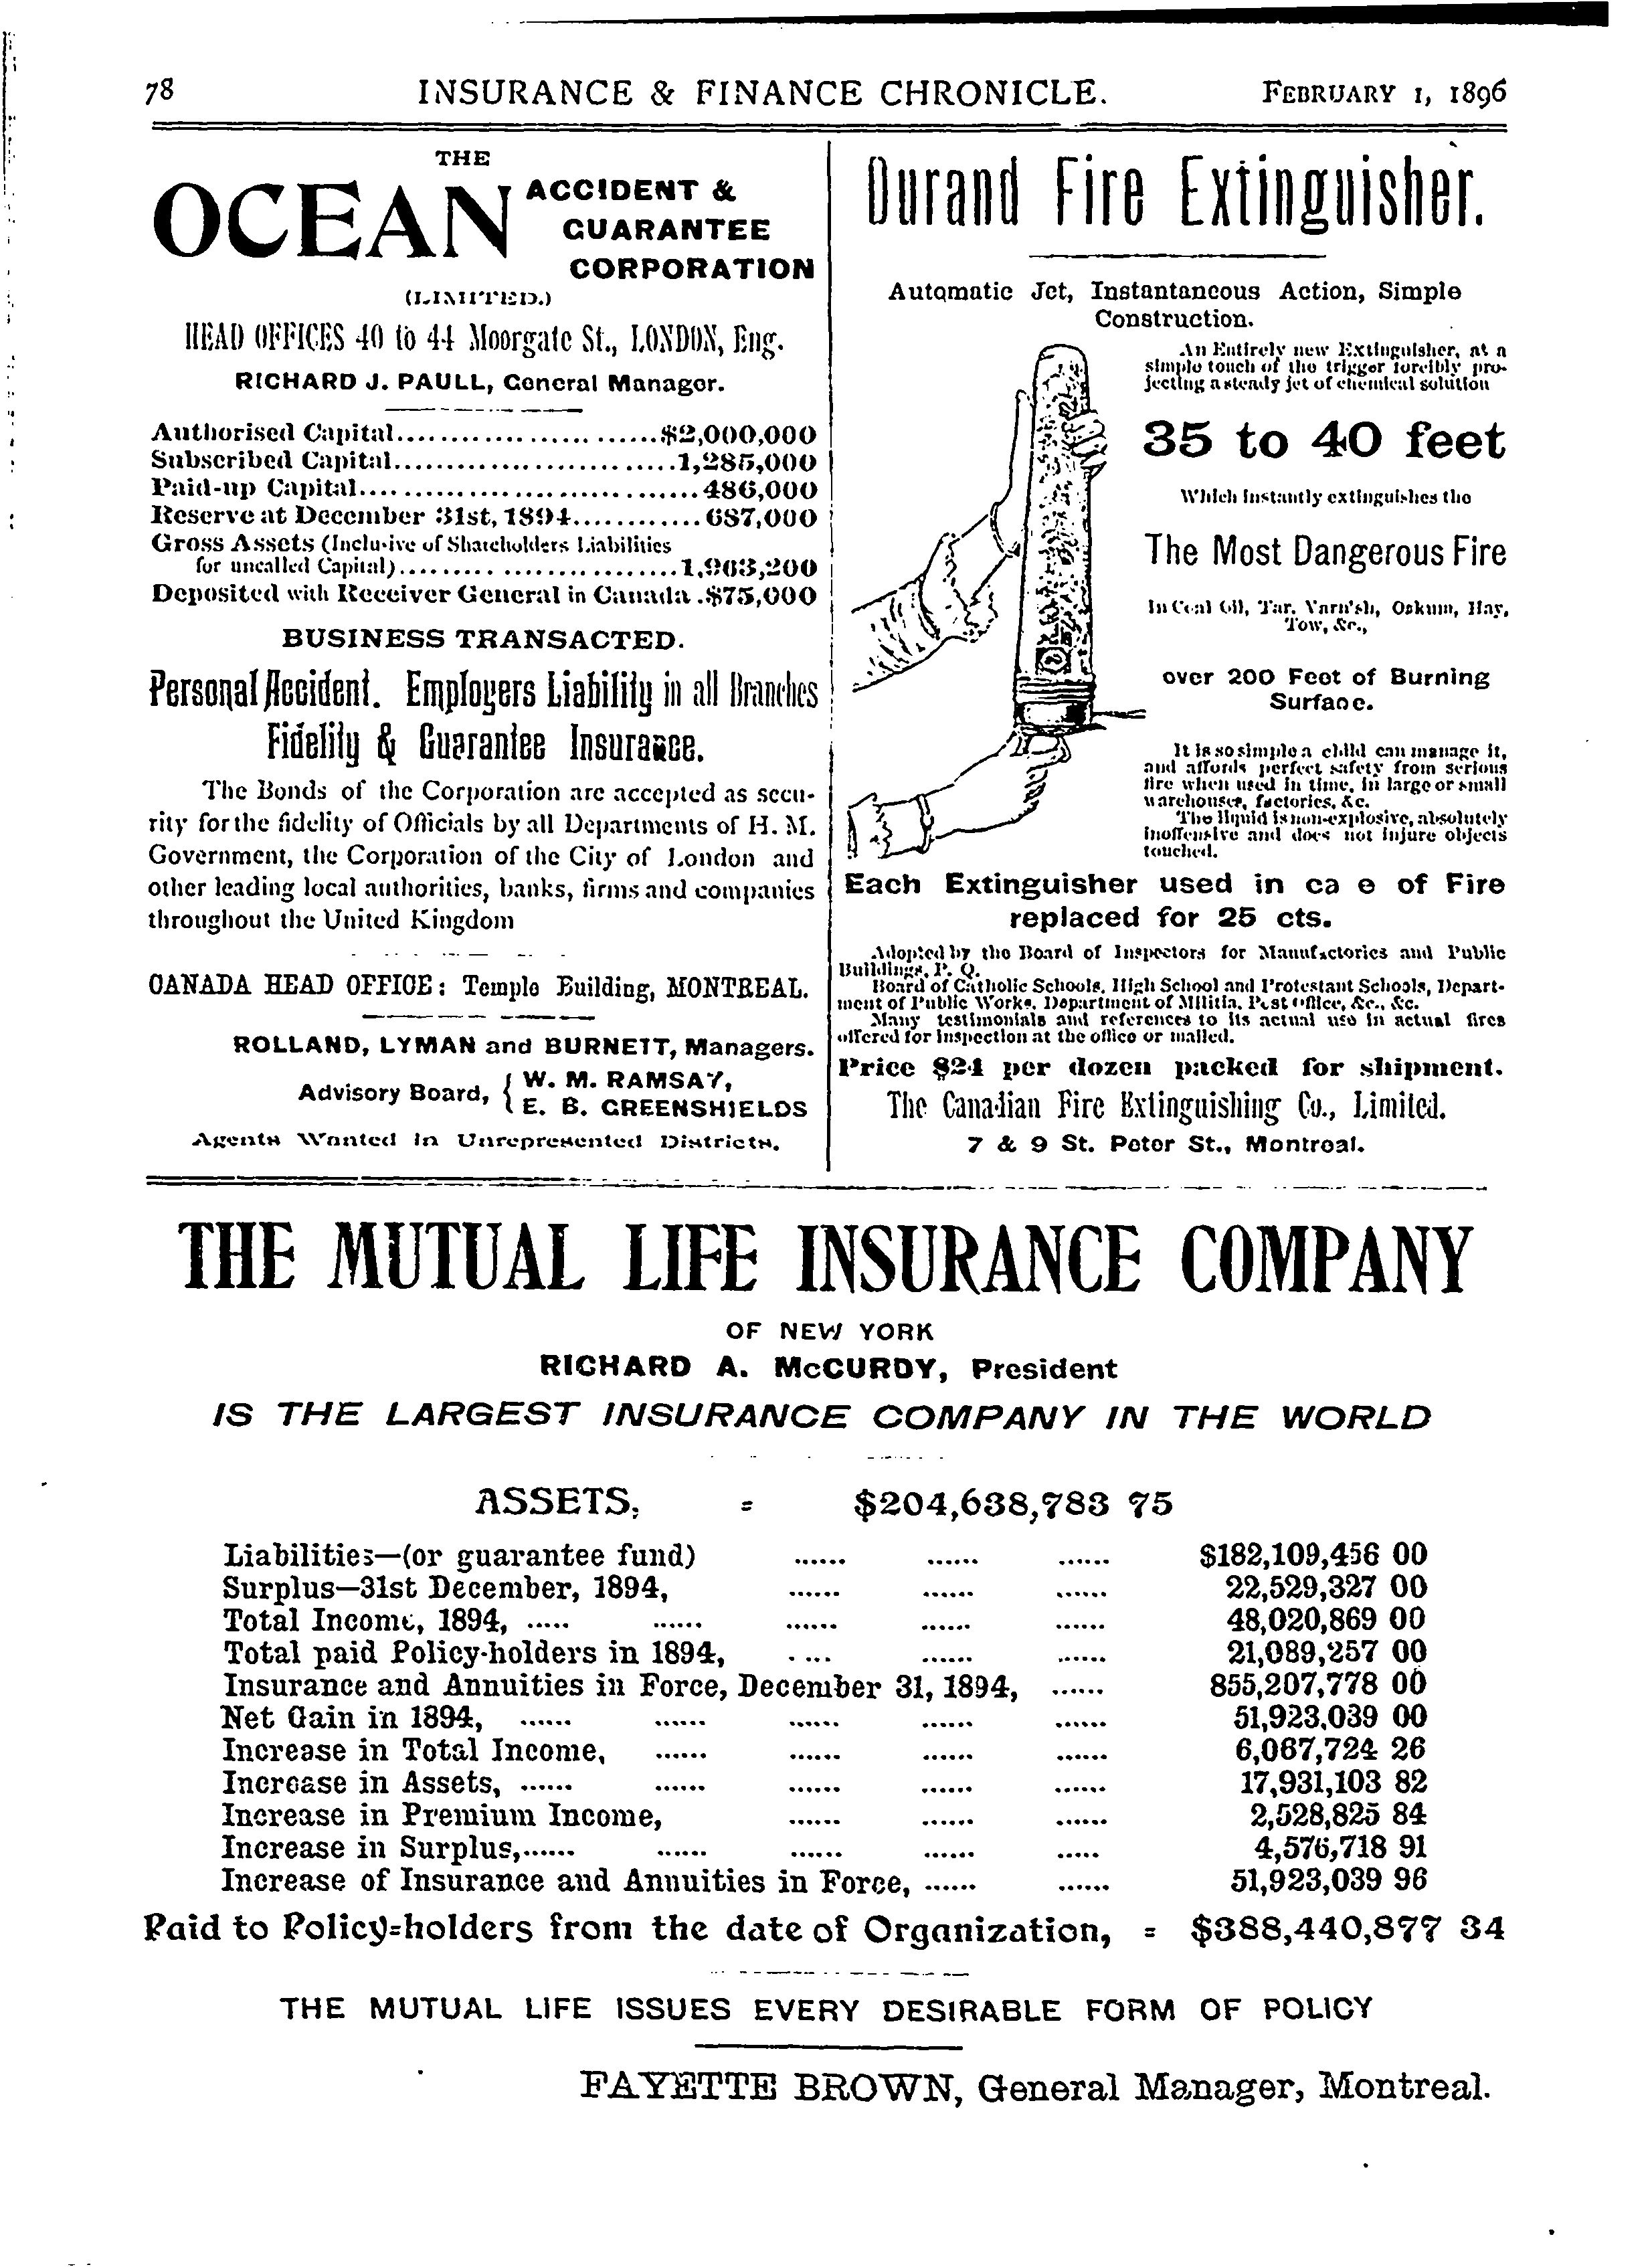 78 INSURANCE & FINANCE CHRONICLE. FEBRUARY 1, 1896
THE
OCEAN ACCIDENT &
GUARANTEE
CORPORATION
(LIMITED.)
HEAD OFFICES 40 to 44 Moorgate St., LONDON, Eng.
RICHARD J. PAULL, General Manager.
Authorised Capital........................$2,000,000
Subscribed Capital..........................1,285,000
Paid-up Capital................................486,000
Reserve at December 31st, 1894............687,000
Gross Assets (Inclusive of Shareholders Liabilities
for uncalled Capital)..........................1,963,200
Deposited with Receiver General in Canada .$75,000
BUSINESS TRANSACTED.
Personal Accident. Employers Liability in all Branches
Fidelity & Guarantee Insurance.
The Bonds of the Corporation are accepted as secu-
rity for the fidelity of Officials by all Departments of H. M.
Government, the Corporation of the City of London and
other leading local authorities, banks, firms and companies
throughout the United Kingdom
CANADA HEAD OFFICE: Temple Building, MONTREAL.
ROLLAND, LYMAN and BURNETT, Managers.
Advisory Board, { W. M. RAMSAY,
E. B. GREENSHIELDS
Agents Wanted in Unrepresented Districts.
Durand Fire Extinguisher.
Automatic Jet, Instantaneous Action, Simple
Construction.
An Entirely new Extinguisher, at a
simple touch of the trigger forcibly pro-
jecting a steady jet of chemical solution
35 to 40 feet
Which instantly extinguishes the
The Most Dangerous Fire
In Coal Oil, Tar, Varnish, Oakum, Hay,
Tow, &c.,
over 200 Feet of Burning
Surface.
It is so simple a child can manage it,
and affords perfect safety from serious
fire when used in time, in large or small
warehouses, factories, &c.
The liquid is non-explosive, absolutely
inoffensive and does not injure objects
touched.
Each Extinguisher used in ca e of Fire
replaced for 25 cts.
Adopted by the Board of Inspectors for Manufactories and Public
Buildings, P. Q.
Board of Catholic Schools, High School and Protestant Schools, Depart-
ment of Public Works, Department of Militia, Post Office, &c., &c.
Many testimonials and references to its actual use in actual fires
offered for inspection at the office or mailed.
Price $24 per dozen packed for shipment.
The Canadian Fire Extinguishing Co., Limited.
7 & 9 St. Peter St., Montreal.
THE MUTUAL LIFE INSURANCE COMPANY
OF NEW YORK
RICHARD A. McCURDY, President
IS THE LARGEST INSURANCE COMPANY IN THE WORLD
ASSETS, = $204,638,783 75
Liabilities—(or guarantee fund) ...... ...... ...... $182,109,456 00
Surplus—31st December, 1894, ...... ...... ...... 22,529,327 00
Total Income, 1894, ..... ...... ...... ...... ...... 48,020,869 00
Total paid Policy-holders in 1894, . ... ...... ...... 21,089,257 00
Insurance and Annuities in Force, December 31, 1894, ...... 855,207,778 00
Net Gain in 1894, ...... ...... ...... ...... ...... 51,923,039 00
Increase in Total Income, ...... ...... ...... ...... 6,067,724 26
Increase in Assets, ...... ...... ...... ...... ...... 17,931,103 82
Increase in Premium Income, ...... ...... ...... 2,528,825 84
Increase in Surplus,...... ...... ...... ...... ..... 4,576,718 91
Increase of Insurance and Annuities in Force, ...... ...... 51,923,039 96
Paid to Policy=holders from the date of Organization, = $388,440,877 34
THE MUTUAL LIFE ISSUES EVERY DESIRABLE FORM OF POLICY
FAYETTE BROWN, General Manager, Montreal.